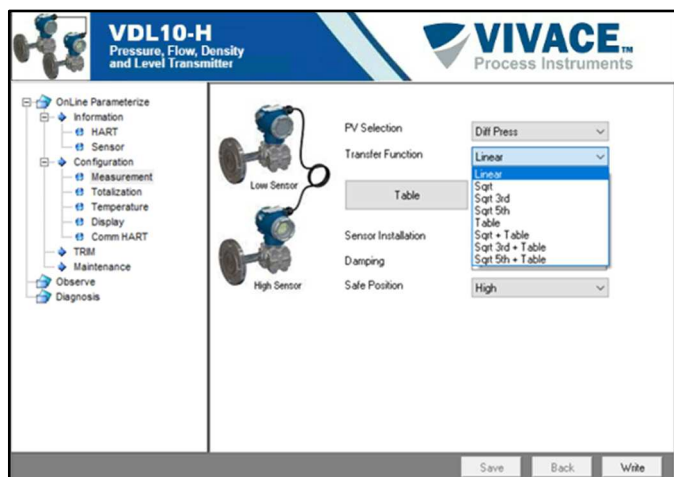 VDL10-H
Pressure, Flow, Density
and Level Transmitter
VIVACE™
Process Instruments
OnLine Parameterize
Information
HART
Sensor
Configuration
Measurement
Totalization
Temperature
Display
Comm HART
TRIM
Maintenance
Observe
Diagnosis
Low Sensor
High Sensor
PV Selection
Diff Press
Transfer Function
Linear
Linear
Sqrt
Sqrt 3rd
Sqrt 5th
Table
Sqrt + Table
Sqrt 3rd + Table
Sqrt 5th + Table
Table
Sensor Installation
Damping
Safe Position
High
Save
Back
Write